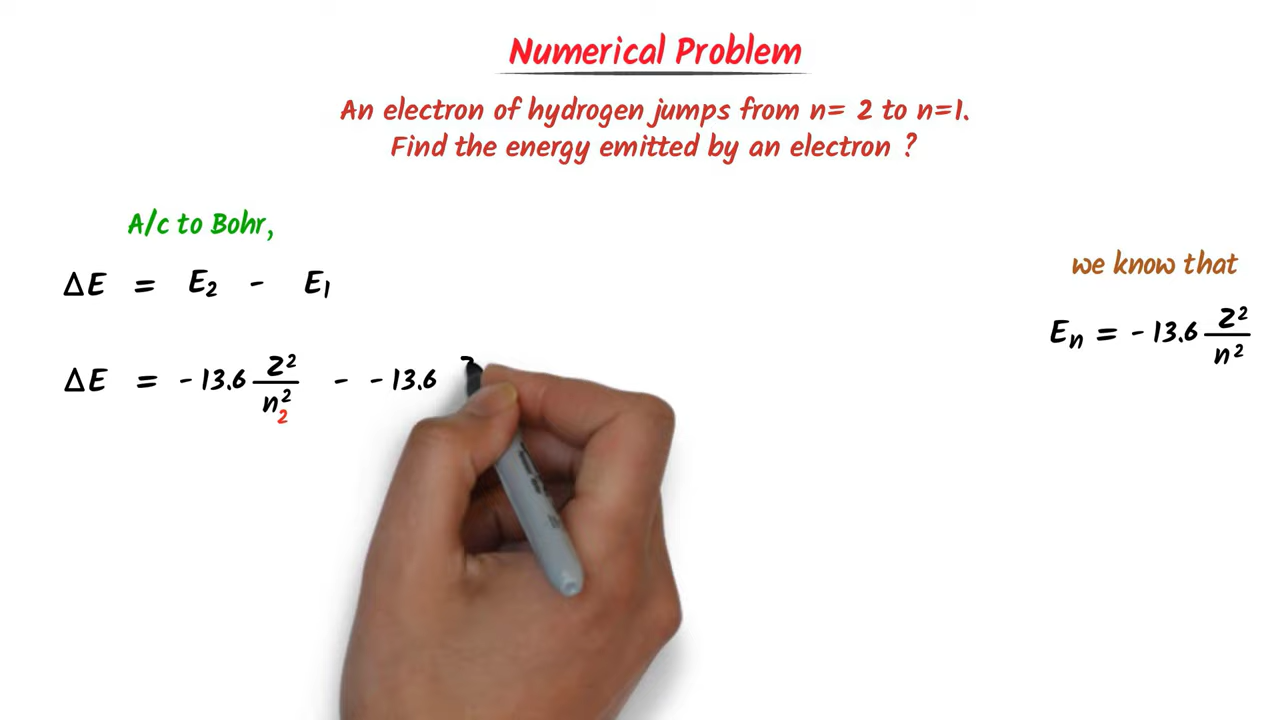 Numerical Problem
An electron of hydrogen jumps from n= 2 to n=1.
Find the energy emitted by an electron ?
A/c to Bohr,
ΔE = E₂ - E₁
we know that
Eₙ = - 13.6 Z²/n²
ΔE = - 13.6 Z²/n₂² - - 13.6